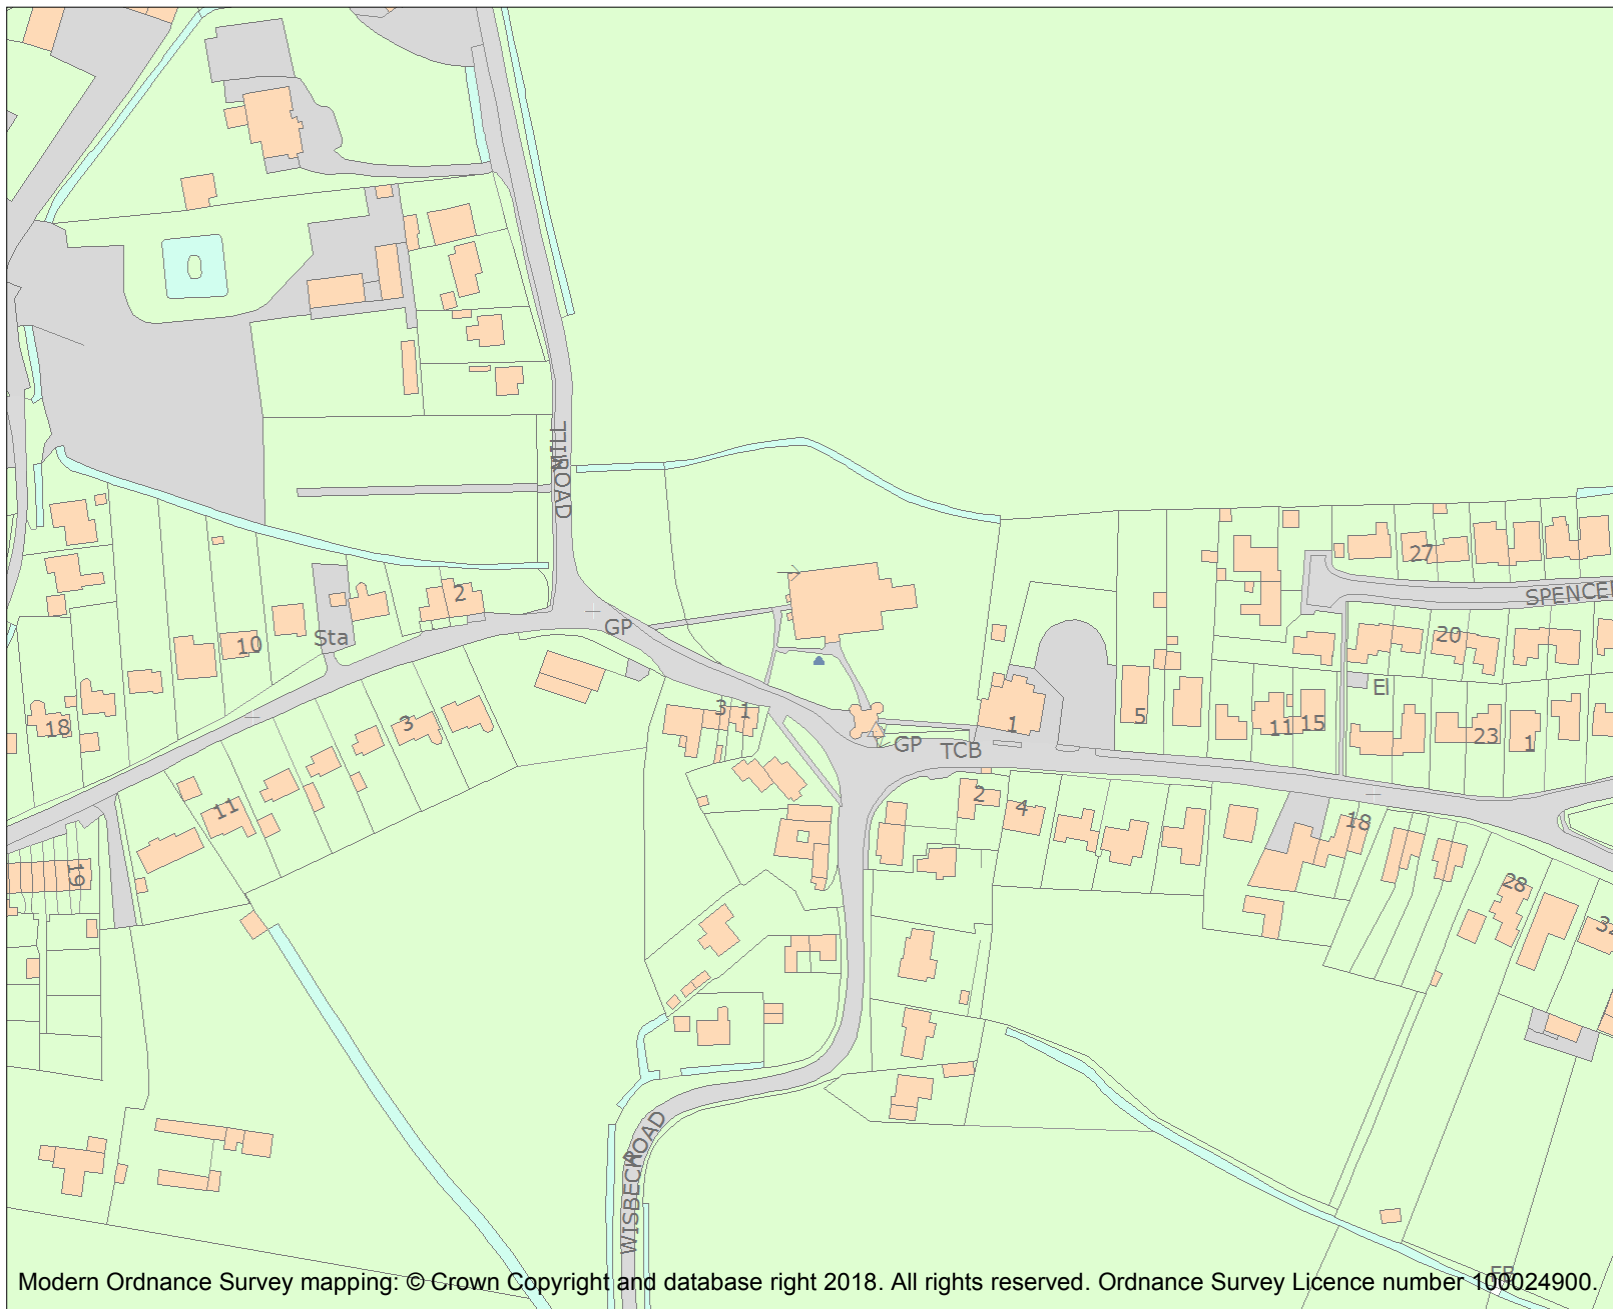 ROAD
27
SPENCE
2
GP
20
10
Sta
El
3
1
18
3
1
5
11
15
23
1
GP
TCB
2
4
11
18
19
28
32
WISBECH
ROAD
Modern Ordnance Survey mapping: © Crown Copyright and database right 2018. All rights reserved. Ordnance Survey Licence number 100024900.